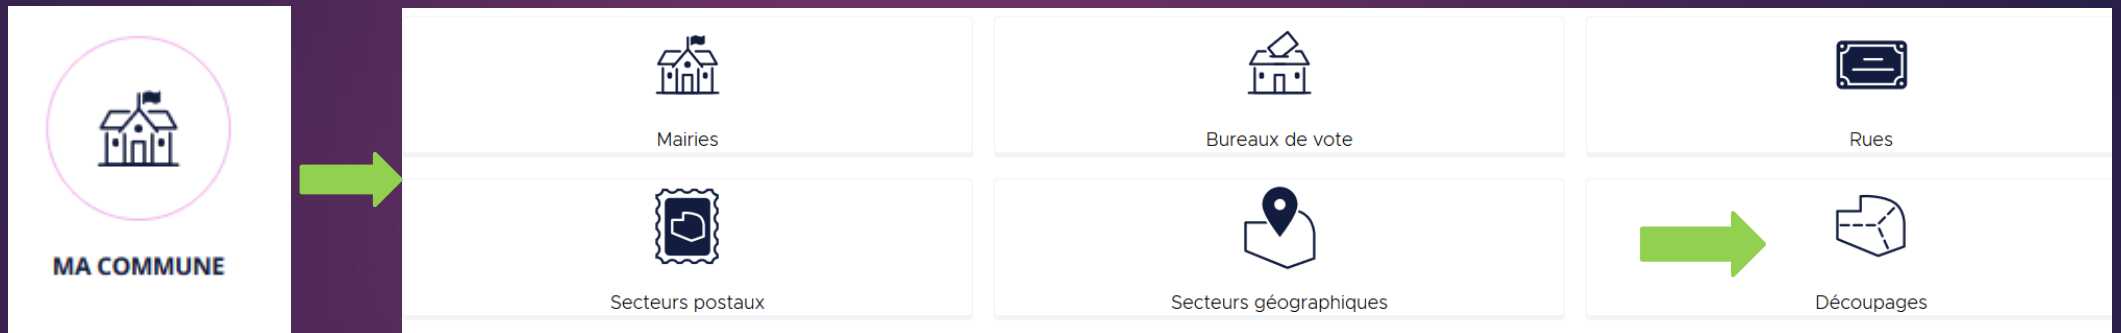 MA COMMUNE
Mairies
Bureaux de vote
Rues
Secteurs postaux
Secteurs géographiques
Découpages